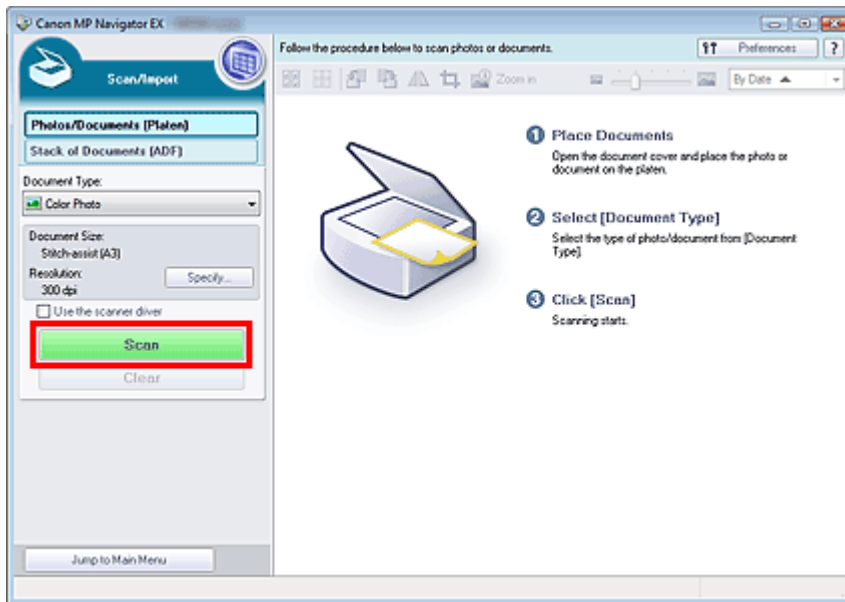 Canon MP Navigator EX
Scan/Import
Photos/Documents (Platen)
Stack of Documents (ADF)
Document Type:
Color Photo
Document Size:
Stitch-assist (A3)
Resolution:
300 dpi
Specify...
Use the scanner driver
Scan
Clear
Jump to Main Menu
Follow the procedure below to scan photos or documents.
Preferences
?
Zoom in
By Date
1 Place Documents
Open the document cover and place the photo or
document on the platen.
2 Select [Document Type]
Select the type of photo/document from [Document
Type].
3 Click [Scan]
Scanning starts.